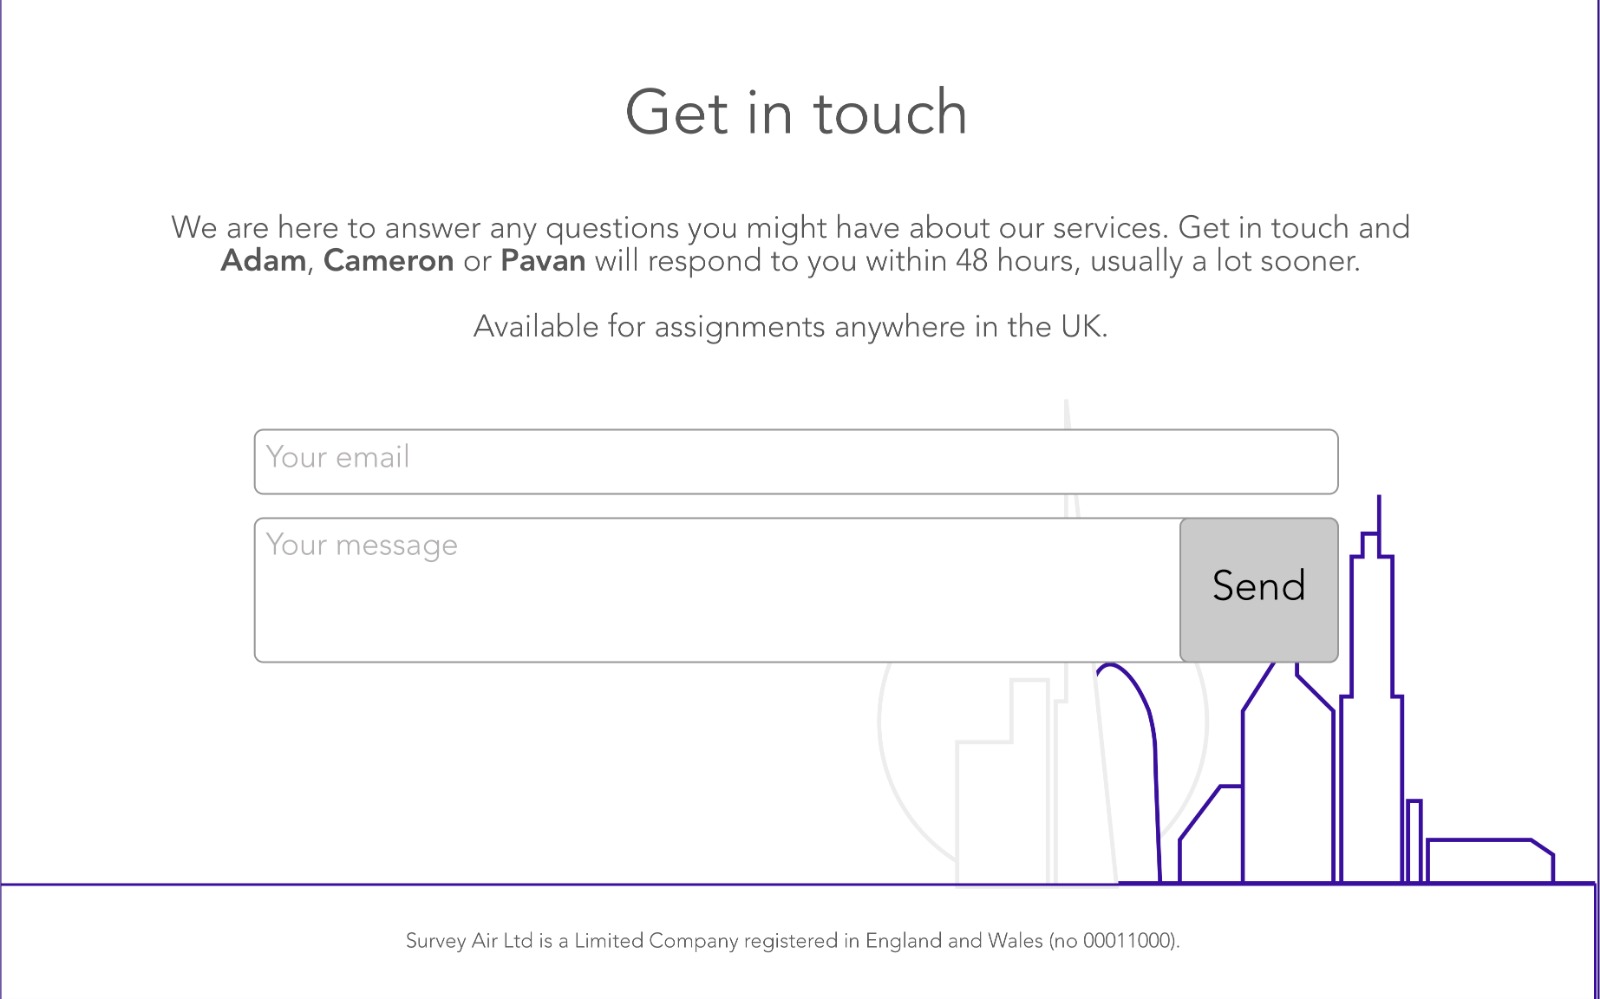 Get in touch
We are here to answer any questions you might have about our services. Get in touch and
Adam, Cameron or Pavan will respond to you within 48 hours, usually a lot sooner.
Available for assignments anywhere in the UK.
Your email
Your message
Send
Survey Air Ltd is a Limited Company registered in England and Wales (no 00011000).